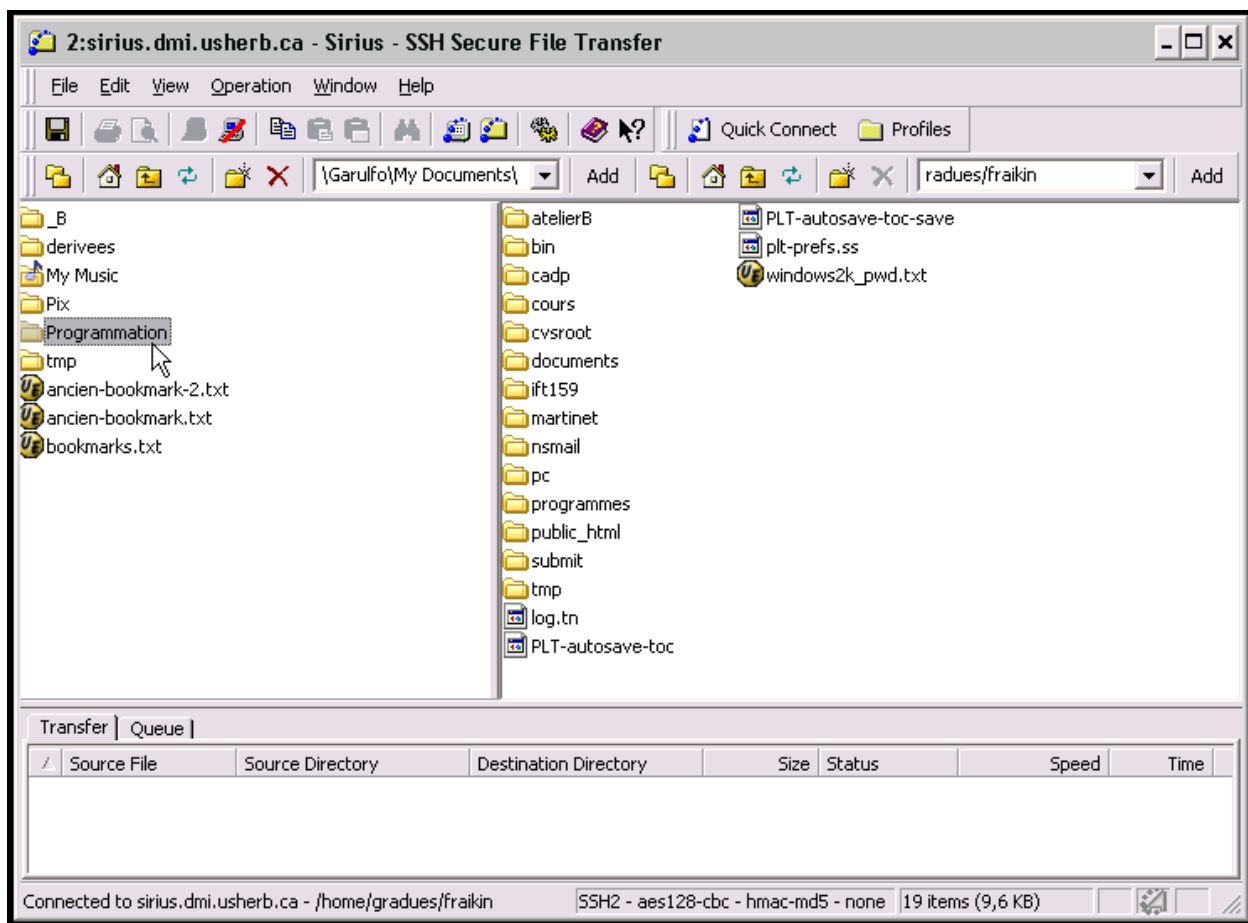 2:sirius.dmi.usherb.ca - Sirius - SSH Secure File Transfer
File Edit View Operation Window Help
Quick Connect Profiles
\Garulfo\My Documents\ Add radues/fraikin Add
_B
derivees
My Music
Pix
Programmation
tmp
ancien-bookmark-2.txt
ancien-bookmark.txt
bookmarks.txt
atelierB
bin
cadp
cours
cvsroot
documents
ift159
martinet
nsmail
pc
programmes
public_html
submit
tmp
log.tn
PLT-autosave-toc
PLT-autosave-toc-save
plt-prefs.ss
windows2k_pwd.txt
Transfer Queue
Source File Source Directory Destination Directory Size Status Speed Time
Connected to sirius.dmi.usherb.ca - /home/gradues/fraikin SSH2 - aes128-cbc - hmac-md5 - none 19 items (9,6 KB)